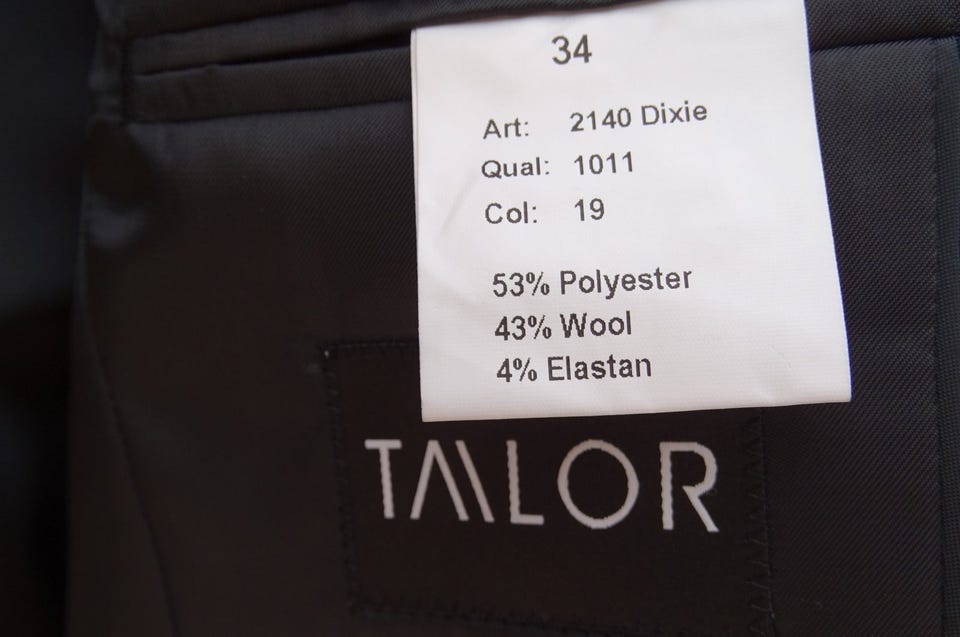 34
Art: 2140 Dixie
Qual: 1011
Col: 19
53% Polyester
43% Wool
4% Elastan
TAILOR